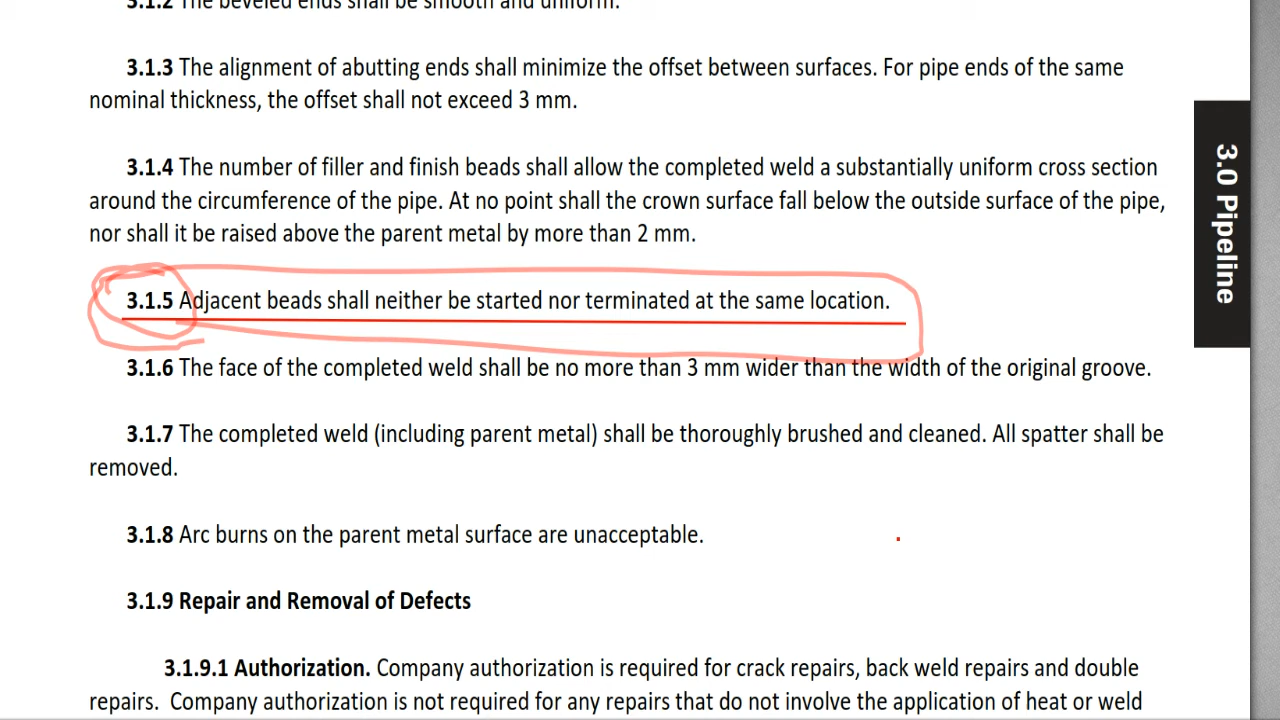 3.1.2 The beveled ends shall be smooth and uniform.
3.1.3 The alignment of abutting ends shall minimize the offset between surfaces. For pipe ends of the same
nominal thickness, the offset shall not exceed 3 mm.
3.1.4 The number of filler and finish beads shall allow the completed weld a substantially uniform cross section
around the circumference of the pipe. At no point shall the crown surface fall below the outside surface of the pipe,
nor shall it be raised above the parent metal by more than 2 mm.
3.1.5 Adjacent beads shall neither be started nor terminated at the same location.
3.1.6 The face of the completed weld shall be no more than 3 mm wider than the width of the original groove.
3.1.7 The completed weld (including parent metal) shall be thoroughly brushed and cleaned. All spatter shall be
removed.
3.1.8 Arc burns on the parent metal surface are unacceptable.
3.1.9 Repair and Removal of Defects
3.1.9.1 Authorization. Company authorization is required for crack repairs, back weld repairs and double
repairs. Company authorization is not required for any repairs that do not involve the application of heat or weld
3.0 Pipeline